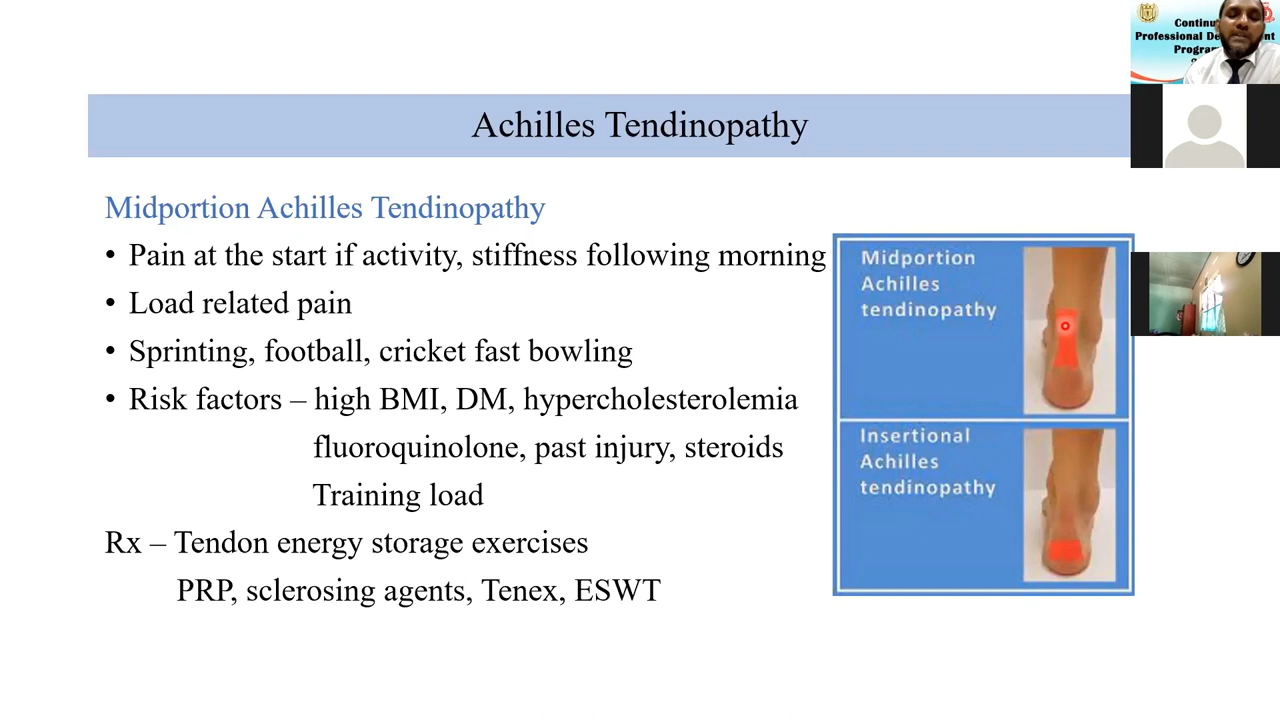 Achilles Tendinopathy
Midportion Achilles Tendinopathy
• Pain at the start if activity, stiffness following morning
• Load related pain
• Sprinting, football, cricket fast bowling
• Risk factors – high BMI, DM, hypercholesterolemia
fluoroquinolone, past injury, steroids
Training load
Rx – Tendon energy storage exercises
PRP, sclerosing agents, Tenex, ESWT
Midportion
Achilles
tendinopathy
Insertional
Achilles
tendinopathy
Professional